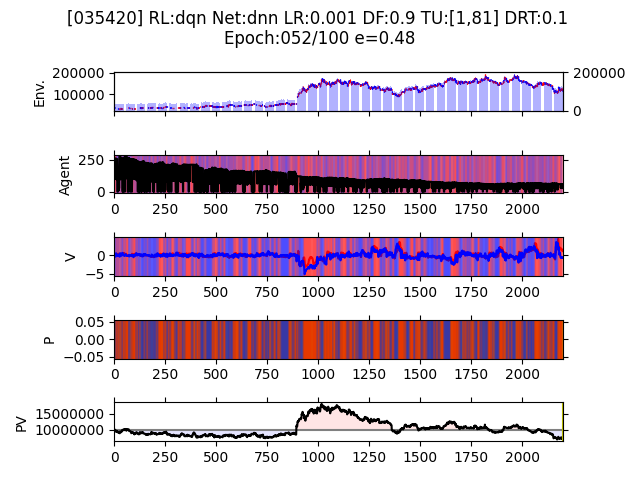 [035420] RL:dqn Net:dnn LR:0.001 DF:0.9 TU:[1,81] DRT:0.1
Epoch:052/100 e=0.48
200000 200000
Env.
100000
0
250
Agent
0
0 250 500 750 1000 1250 1500 1750 2000
0
V
−5
0 250 500 750 1000 1250 1500 1750 2000
0.05
P 0.00
−0.05
0 250 500 750 1000 1250 1500 1750 2000
15000000
PV
10000000
0 250 500 750 1000 1250 1500 1750 2000